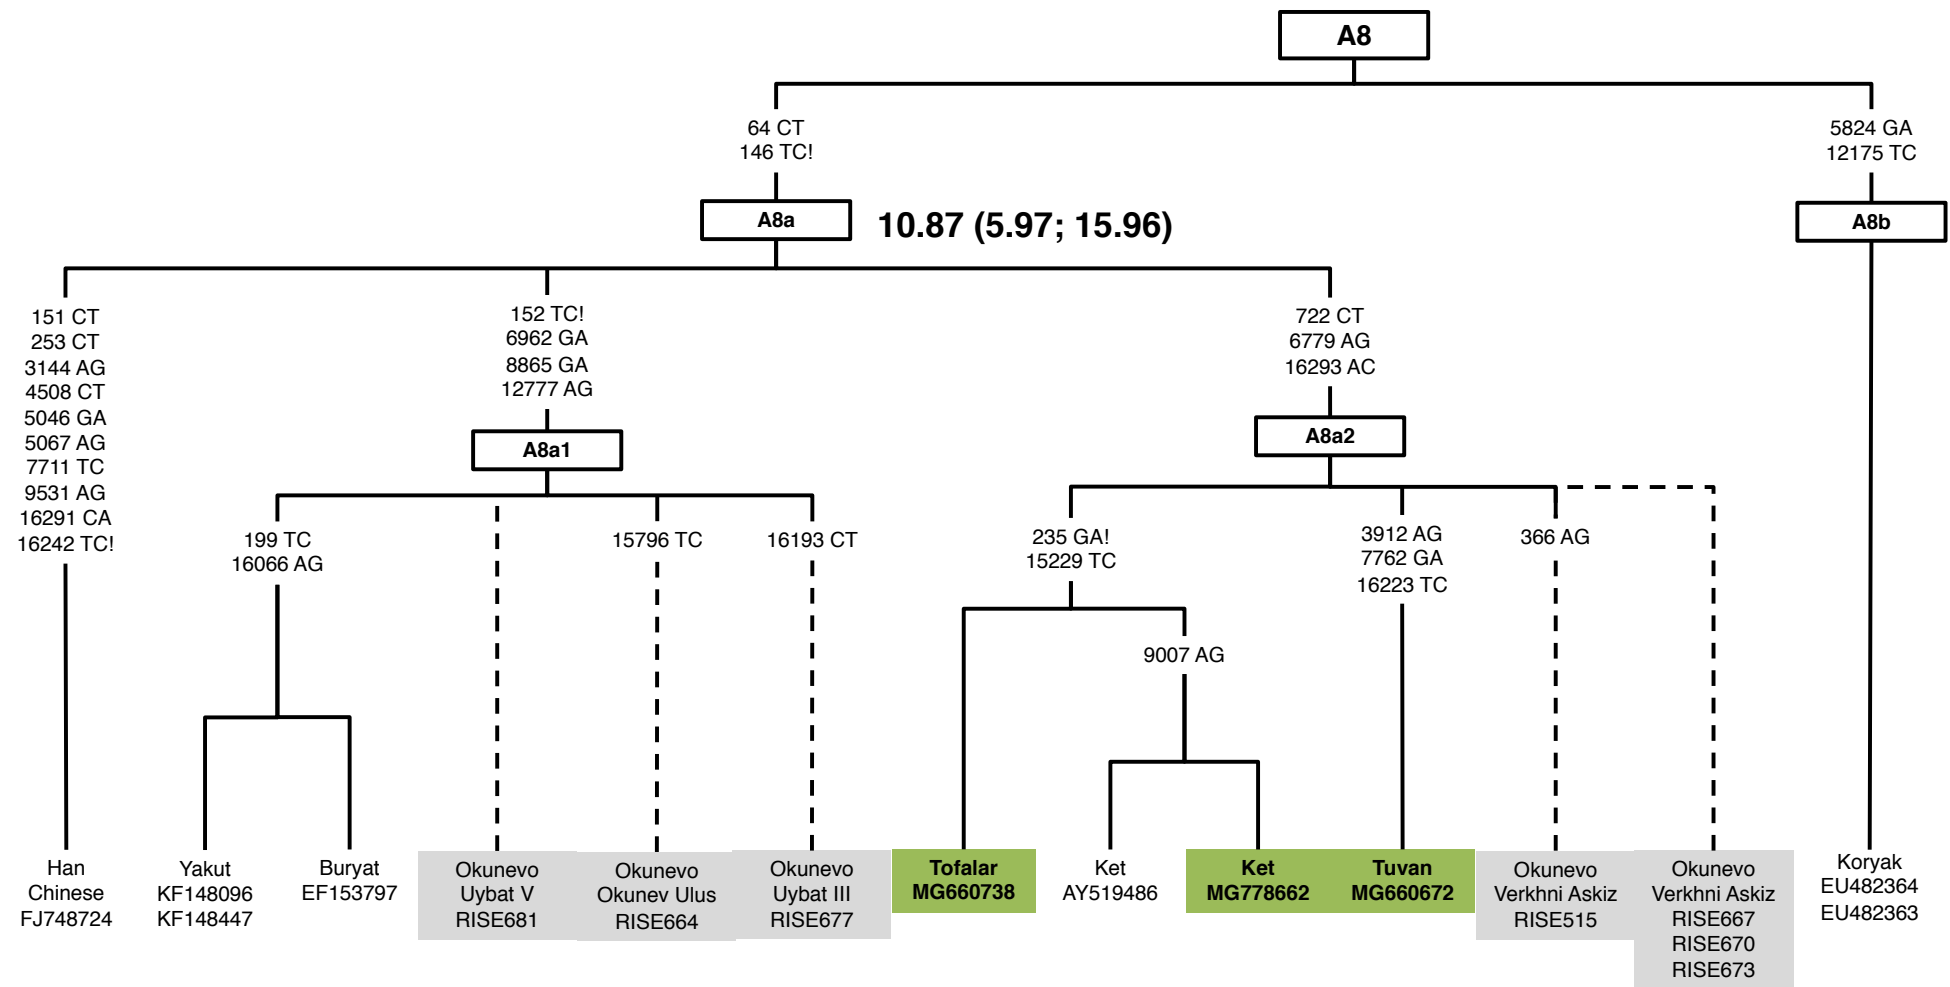 A8
64 CT
146 TC!
5824 GA
12175 TC
A8a
10.87 (5.97; 15.96)
A8b
151 CT
253 CT
3144 AG
4508 CT
5046 GA
5067 AG
7711 TC
9531 AG
16291 CA
16242 TC!
152 TC!
6962 GA
8865 GA
12777 AG
722 CT
6779 AG
16293 AC
A8a1
A8a2
199 TC
16066 AG
15796 TC
16193 CT
235 GA!
15229 TC
3912 AG
7762 GA
16223 TC
366 AG
9007 AG
Han
Chinese
FJ748724
Yakut
KF148096
KF148447
Buryat
EF153797
Okunevo
Uybat V
RISE681
Okunevo
Okunev Ulus
RISE664
Okunevo
Uybat III
RISE677
Tofalar
MG660738
Ket
AY519486
Ket
MG778662
Tuvan
MG660672
Okunevo
Verkhni Askiz
RISE515
Okunevo
Verkhni Askiz
RISE667
RISE670
RISE673
Koryak
EU482364
EU482363